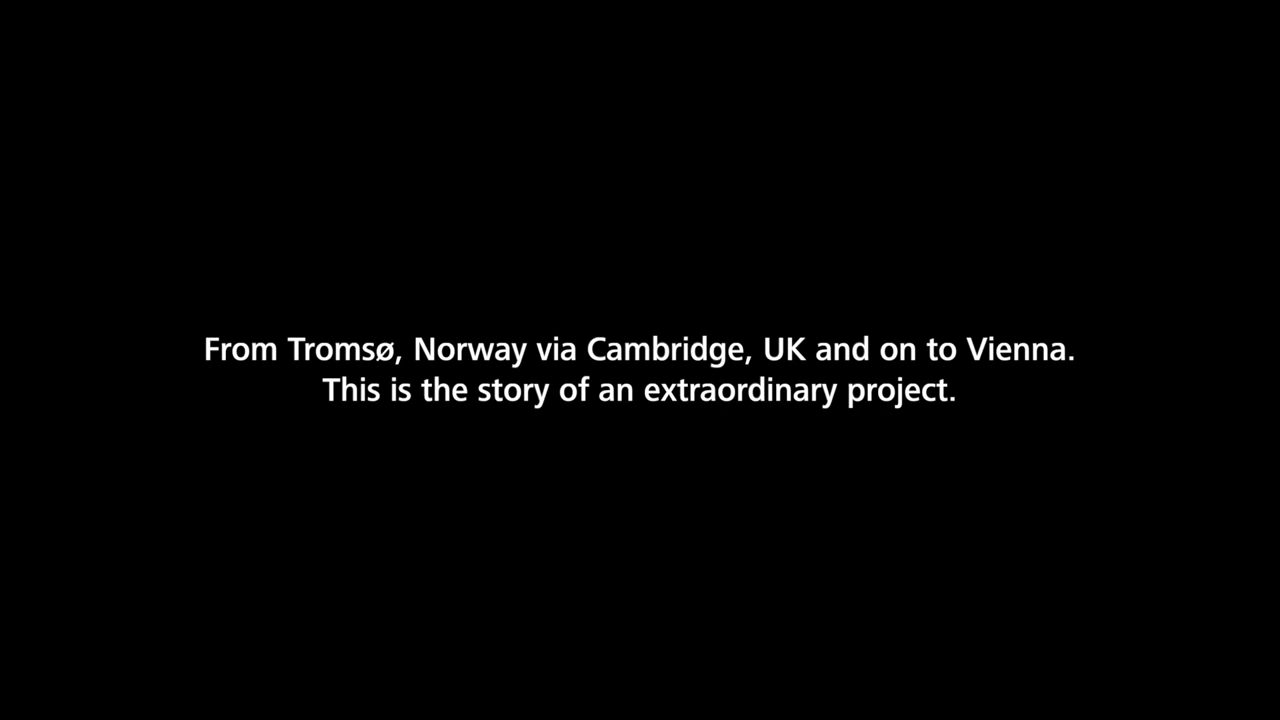 From Tromsø, Norway via Cambridge, UK and on to Vienna.
This is the story of an extraordinary project.